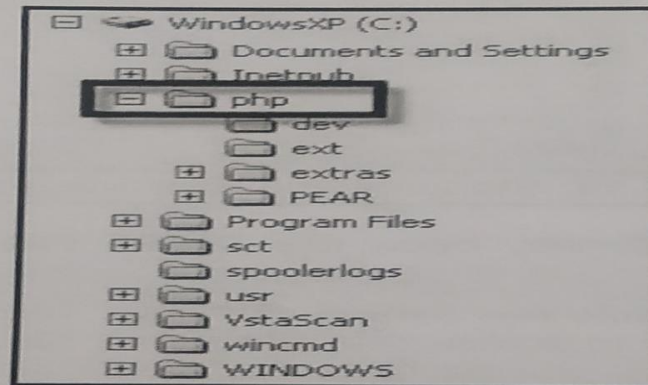 WindowsXP (C:)
Documents and Settings
Inetpub
php
dev
ext
extras
PEAR
Program Files
sct
spoolerlogs
usr
VstaScan
wincmd
WINDOWS